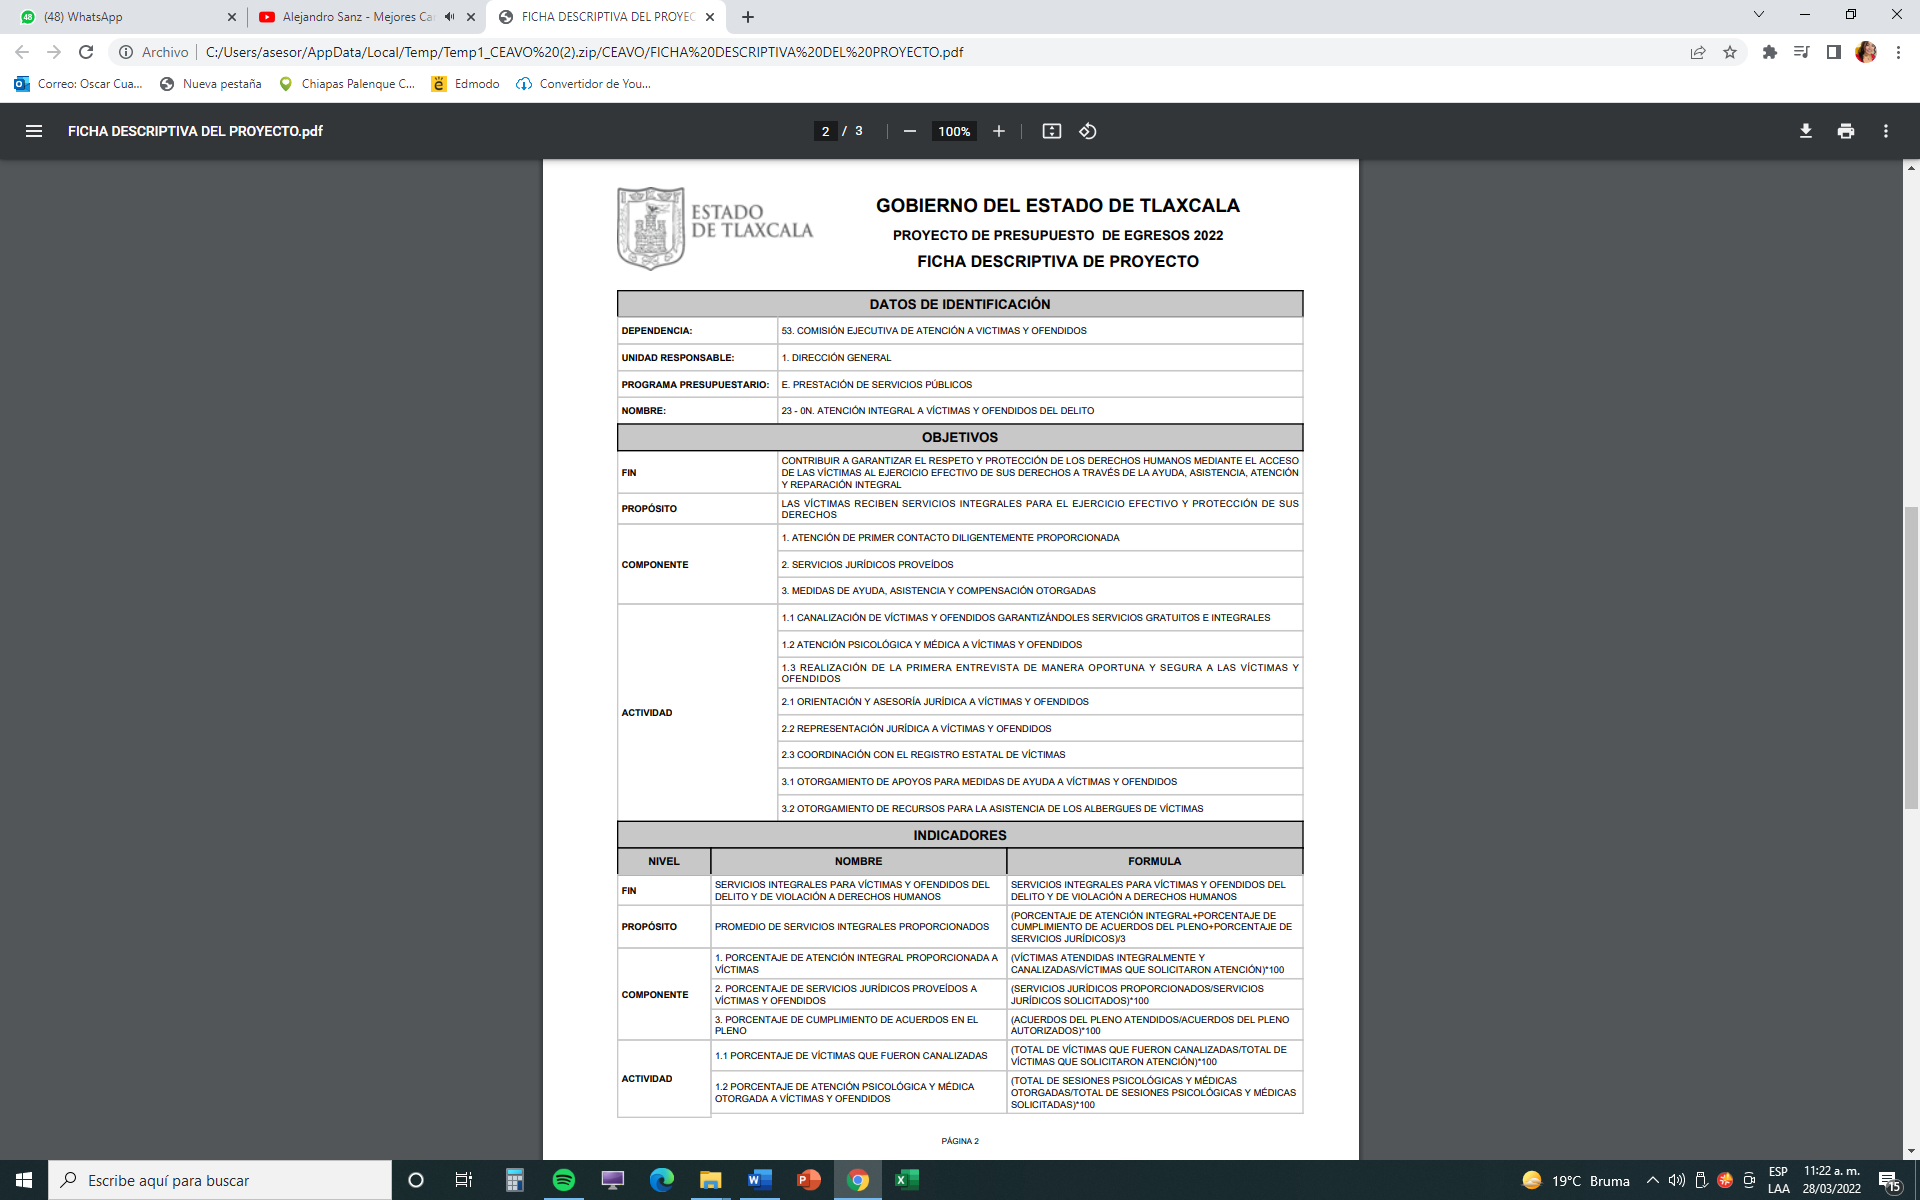 (48) WhatsApp
Alejandro Sanz - Mejores Ca
FICHA DESCRIPTIVA DEL PROYEC
Archivo
C:/Users/asesor/AppData/Local/Temp/Temp1_CEAVO%20(2).zip/CEAVO/FICHA%20DESCRIPTIVA%20DEL%20PROYECTO.pdf
Correo: Oscar Cua...
Nueva pestaña
Chiapas Palenque C...
Edmodo
Convertidor de You...
FICHA DESCRIPTIVA DEL PROYECTO.pdf
2 / 3
100%
ESTADO
DE TLAXCALA
GOBIERNO DEL ESTADO DE TLAXCALA
PROYECTO DE PRESUPUESTO DE EGRESOS 2022
FICHA DESCRIPTIVA DE PROYECTO
DATOS DE IDENTIFICACIÓN
DEPENDENCIA: 53. COMISIÓN EJECUTIVA DE ATENCIÓN A VICTIMAS Y OFENDIDOS
UNIDAD RESPONSABLE: 1. DIRECCIÓN GENERAL
PROGRAMA PRESUPUESTARIO: E. PRESTACIÓN DE SERVICIOS PÚBLICOS
NOMBRE: 23 - 0N. ATENCIÓN INTEGRAL A VÍCTIMAS Y OFENDIDOS DEL DELITO
OBJETIVOS
FIN
CONTRIBUIR A GARANTIZAR EL RESPETO Y PROTECCIÓN DE LOS DERECHOS HUMANOS MEDIANTE EL ACCESO
DE LAS VÍCTIMAS AL EJERCICIO EFECTIVO DE SUS DERECHOS A TRAVÉS DE LA AYUDA, ASISTENCIA, ATENCIÓN
Y REPARACIÓN INTEGRAL
PROPÓSITO
LAS VÍCTIMAS RECIBEN SERVICIOS INTEGRALES PARA EL EJERCICIO EFECTIVO Y PROTECCIÓN DE SUS
DERECHOS
COMPONENTE
1. ATENCIÓN DE PRIMER CONTACTO DILIGENTEMENTE PROPORCIONADA
2. SERVICIOS JURÍDICOS PROVEÍDOS
3. MEDIDAS DE AYUDA, ASISTENCIA Y COMPENSACIÓN OTORGADAS
ACTIVIDAD
1.1 CANALIZACIÓN DE VÍCTIMAS Y OFENDIDOS GARANTIZÁNDOLES SERVICIOS GRATUITOS E INTEGRALES
1.2 ATENCIÓN PSICOLÓGICA Y MÉDICA A VÍCTIMAS Y OFENDIDOS
1.3 REALIZACIÓN DE LA PRIMERA ENTREVISTA DE MANERA OPORTUNA Y SEGURA A LAS VÍCTIMAS Y
OFENDIDOS
2.1 ORIENTACIÓN Y ASESORÍA JURÍDICA A VÍCTIMAS Y OFENDIDOS
2.2 REPRESENTACIÓN JURÍDICA A VÍCTIMAS Y OFENDIDOS
2.3 COORDINACIÓN CON EL REGISTRO ESTATAL DE VÍCTIMAS
3.1 OTORGAMIENTO DE APOYOS PARA MEDIDAS DE AYUDA A VÍCTIMAS Y OFENDIDOS
3.2 OTORGAMIENTO DE RECURSOS PARA LA ASISTENCIA DE LOS ALBERGUES DE VÍCTIMAS
INDICADORES
NIVEL NOMBRE FORMULA
FIN
SERVICIOS INTEGRALES PARA VÍCTIMAS Y OFENDIDOS DEL
DELITO Y DE VIOLACIÓN A DERECHOS HUMANOS
SERVICIOS INTEGRALES PARA VÍCTIMAS Y OFENDIDOS DEL
DELITO Y DE VIOLACIÓN A DERECHOS HUMANOS
PROPÓSITO
PROMEDIO DE SERVICIOS INTEGRALES PROPORCIONADOS
(PORCENTAJE DE ATENCIÓN INTEGRAL+PORCENTAJE DE
CUMPLIMIENTO DE ACUERDOS DEL PLENO+PORCENTAJE DE
SERVICIOS JURÍDICOS)/3
COMPONENTE
1. PORCENTAJE DE ATENCIÓN INTEGRAL PROPORCIONADA A
VÍCTIMAS
(VÍCTIMAS ATENDIDAS INTEGRALMENTE Y
CANALIZADAS/VÍCTIMAS QUE SOLICITARON ATENCIÓN)*100
2. PORCENTAJE DE SERVICIOS JURÍDICOS PROVEÍDOS A
VÍCTIMAS Y OFENDIDOS
(SERVICIOS JURÍDICOS PROPORCIONADOS/SERVICIOS
JURÍDICOS SOLICITADOS)*100
3. PORCENTAJE DE CUMPLIMIENTO DE ACUERDOS EN EL
PLENO
(ACUERDOS DEL PLENO ATENDIDOS/ACUERDOS DEL PLENO
AUTORIZADOS)*100
ACTIVIDAD
1.1 PORCENTAJE DE VÍCTIMAS QUE FUERON CANALIZADAS
(TOTAL DE VÍCTIMAS QUE FUERON CANALIZADAS/TOTAL DE
VÍCTIMAS QUE SOLICITARON ATENCIÓN)*100
1.2 PORCENTAJE DE ATENCIÓN PSICOLÓGICA Y MÉDICA
OTORGADA A VÍCTIMAS Y OFENDIDOS
(TOTAL DE SESIONES PSICOLÓGICAS Y MÉDICAS
OTORGADAS/TOTAL DE SESIONES PSICOLÓGICAS Y MÉDICAS
SOLICITADAS)*100
PÁGINA 2
Escribe aquí para buscar
19°C Bruma
ESP
LAA
11:22 a. m.
28/03/2022
15